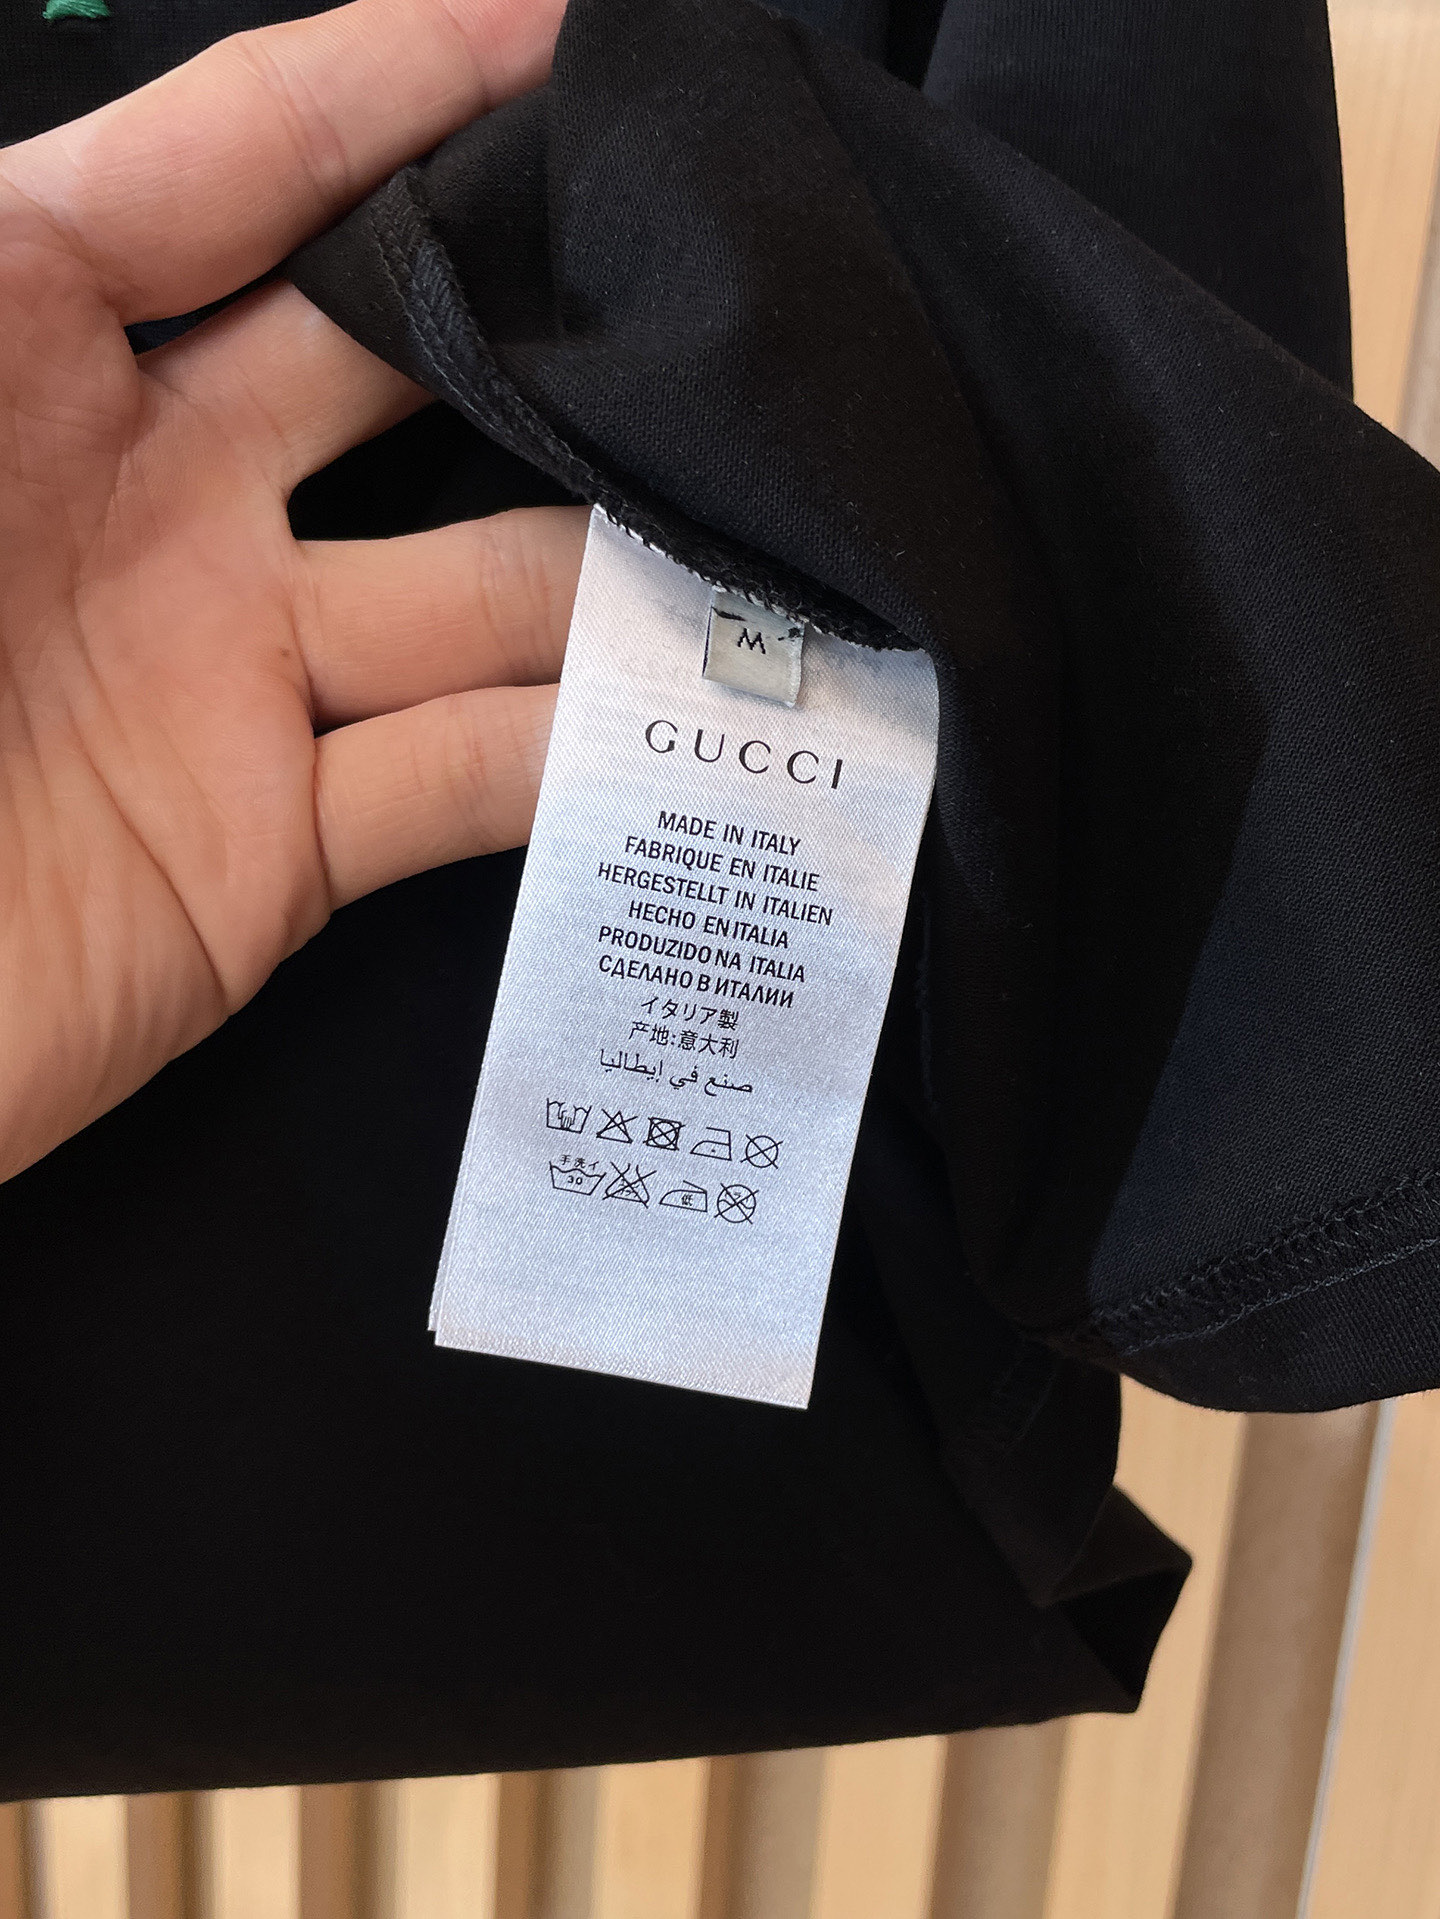 M
GUCCI
MADE IN ITALY
FABRIQUE EN ITALIE
HERGESTELLT IN ITALIEN
HECHO EN ITALIA
PRODUZIDO NA ITALIA
СДЕЛАНО В ИТАЛИИ
イタリア製
产地:意大利
صنع في إيطاليا
手洗イ
30
低